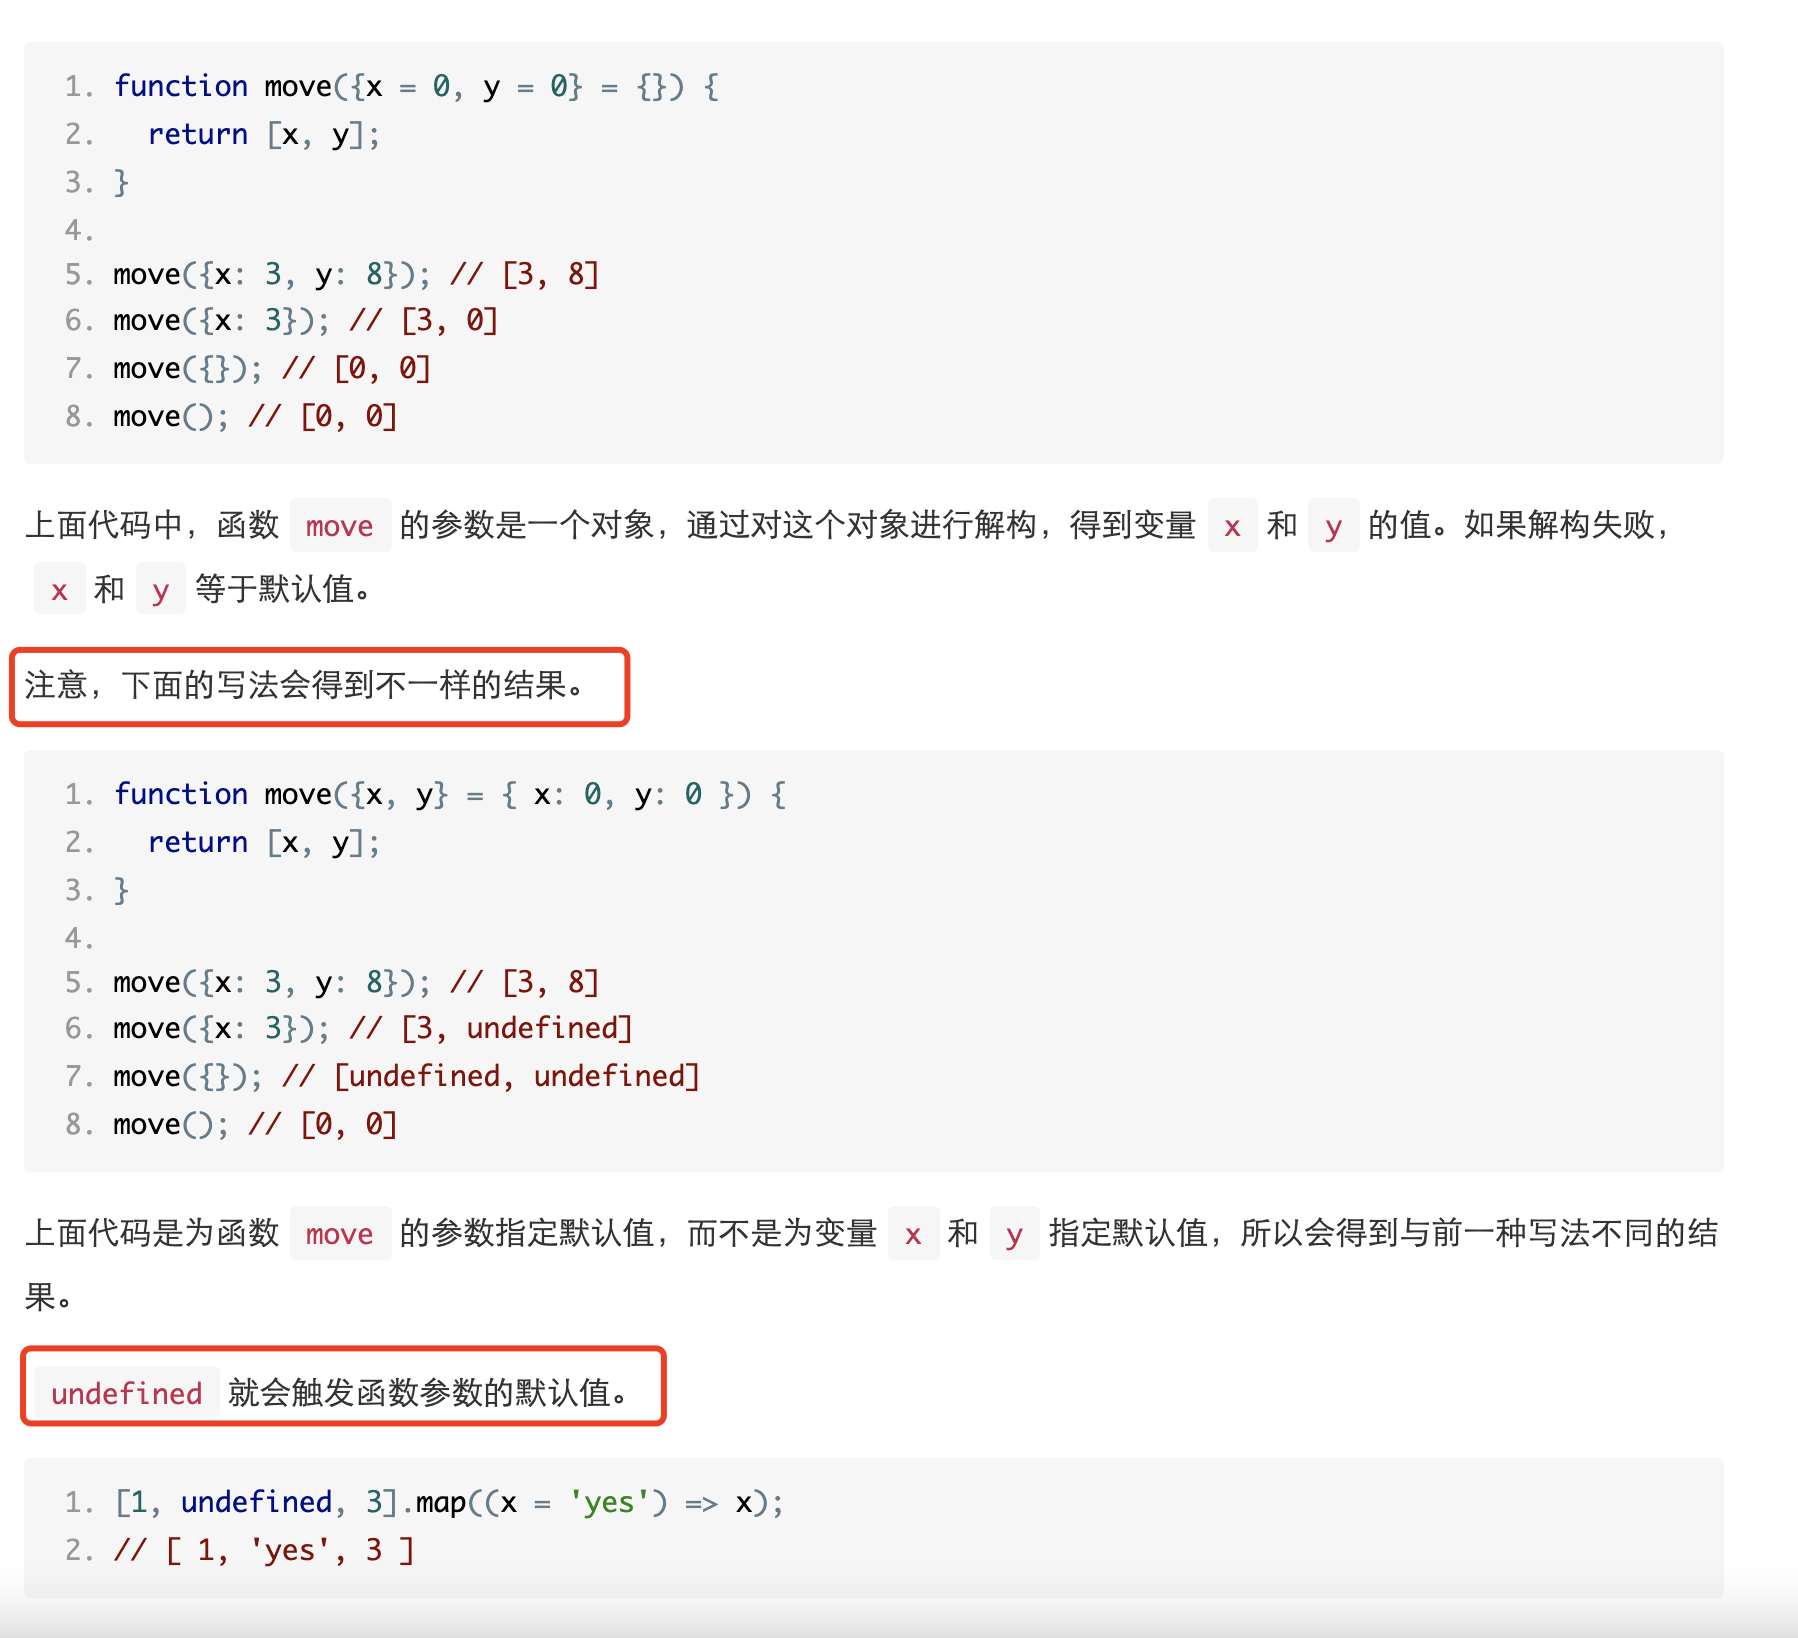 1. function move({x = 0, y = 0} = {}) {
2.   return [x, y];
3. }
4.
5. move({x: 3, y: 8}); // [3, 8]
6. move({x: 3}); // [3, 0]
7. move({}); // [0, 0]
8. move(); // [0, 0]
上面代码中，函数 move 的参数是一个对象，通过对这个对象进行解构，得到变量 x 和 y 的值。如果解构失败，
x 和 y 等于默认值。
注意，下面的写法会得到不一样的结果。
1. function move({x, y} = { x: 0, y: 0 }) {
2.   return [x, y];
3. }
4.
5. move({x: 3, y: 8}); // [3, 8]
6. move({x: 3}); // [3, undefined]
7. move({}); // [undefined, undefined]
8. move(); // [0, 0]
上面代码是为函数 move 的参数指定默认值，而不是为变量 x 和 y 指定默认值，所以会得到与前一种写法不同的结
果。
undefined 就会触发函数参数的默认值。
1. [1, undefined, 3].map((x = 'yes') => x);
2. // [ 1, 'yes', 3 ]